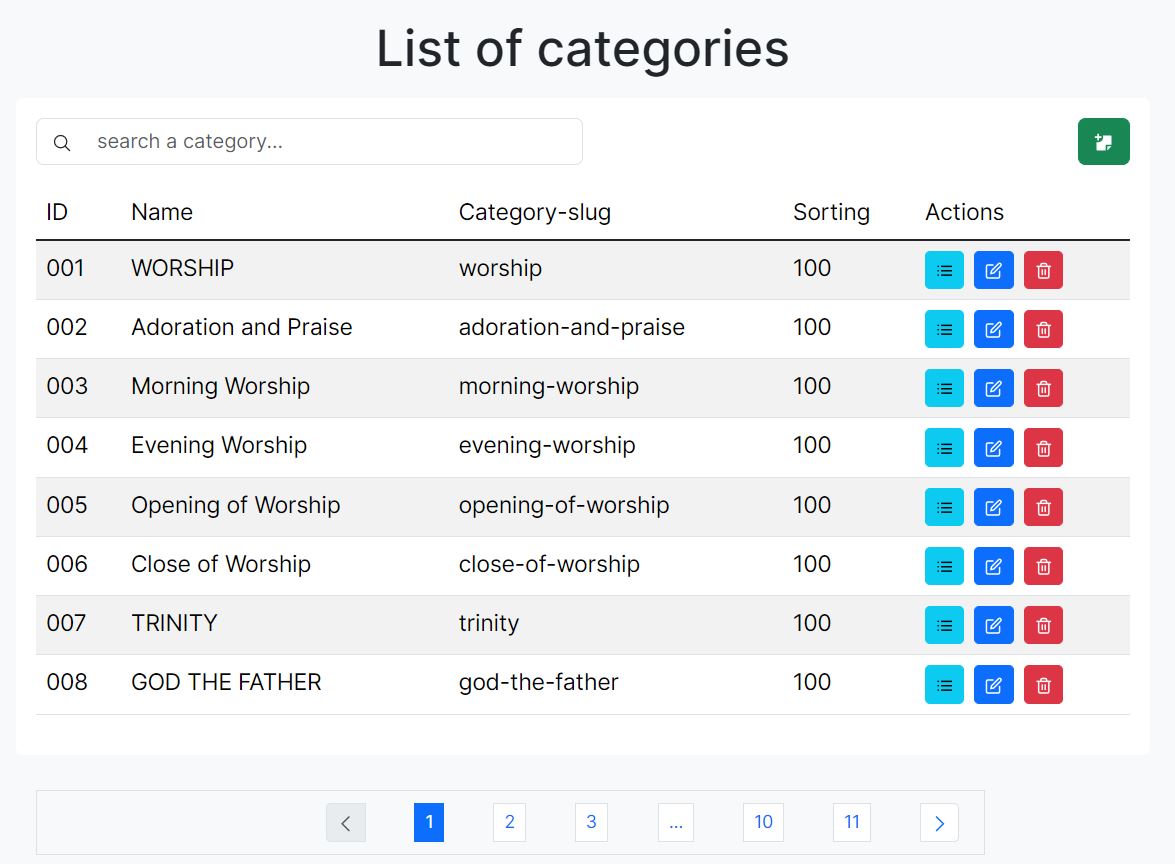 List of categories
search a category...
ID Name Category-slug Sorting Actions
001 WORSHIP worship 100
002 Adoration and Praise adoration-and-praise 100
003 Morning Worship morning-worship 100
004 Evening Worship evening-worship 100
005 Opening of Worship opening-of-worship 100
006 Close of Worship close-of-worship 100
007 TRINITY trinity 100
008 GOD THE FATHER god-the-father 100
1 2 3 ... 10 11